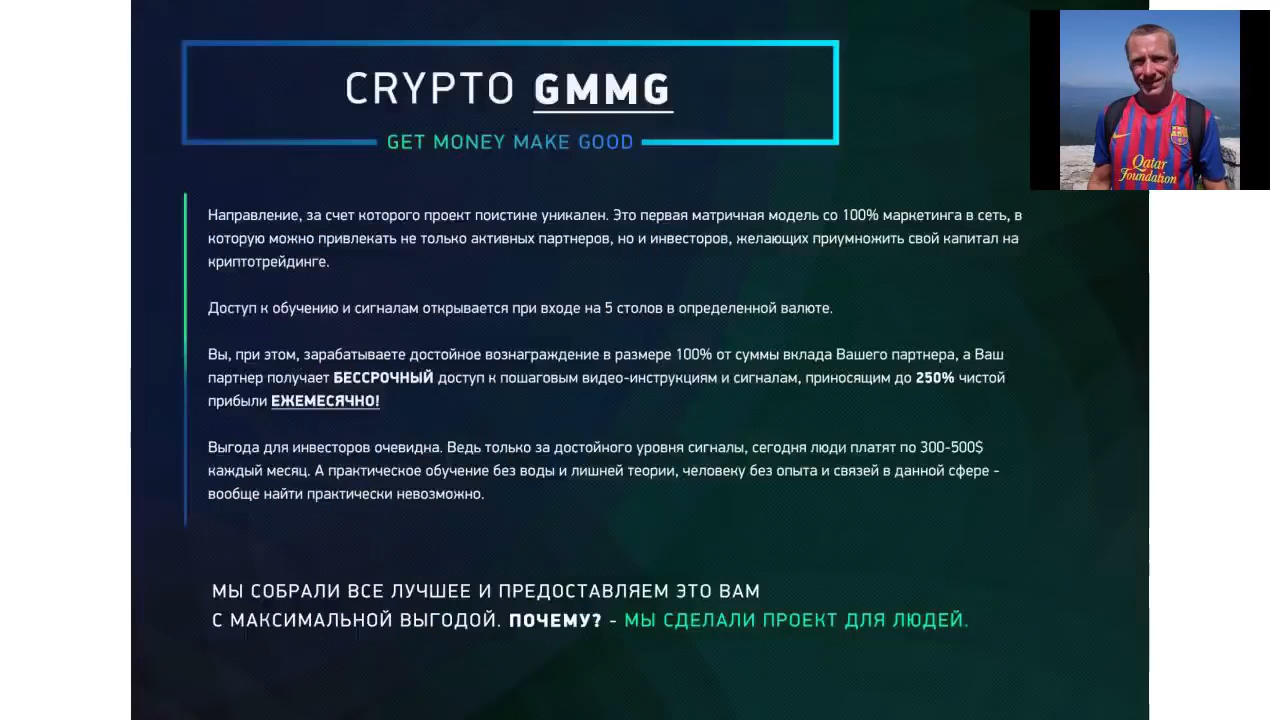 CRYPTO GMMG
GET MONEY MAKE GOOD
Направление, за счет которого проект поистине уникален. Это первая матричная модель со 100% маркетинга в сеть, в
которую можно привлекать не только активных партнеров, но и инвесторов, желающих приумножить свой капитал на
криптотрейдинге.
Доступ к обучению и сигналам открывается при входе на 5 столов в определенной валюте.
Вы, при этом, зарабатываете достойное вознаграждение в размере 100% от суммы вклада Вашего партнера, а Ваш
партнер получает БЕССРОЧНЫЙ доступ к пошаговым видео-инструкциям и сигналам, приносящим до 250% чистой
прибыли ЕЖЕМЕСЯЧНО!
Выгода для инвесторов очевидна. Ведь только за достойного уровня сигналы, сегодня люди платят по 300-500$
каждый месяц. А практическое обучение без воды и лишней теории, человеку без опыта и связей в данной сфере -
вообще найти практически невозможно.
МЫ СОБРАЛИ ВСЕ ЛУЧШЕЕ И ПРЕДОСТАВЛЯЕМ ЭТО ВАМ
С МАКСИМАЛЬНОЙ ВЫГОДОЙ. ПОЧЕМУ? - МЫ СДЕЛАЛИ ПРОЕКТ ДЛЯ ЛЮДЕЙ.
Qatar
Foundation